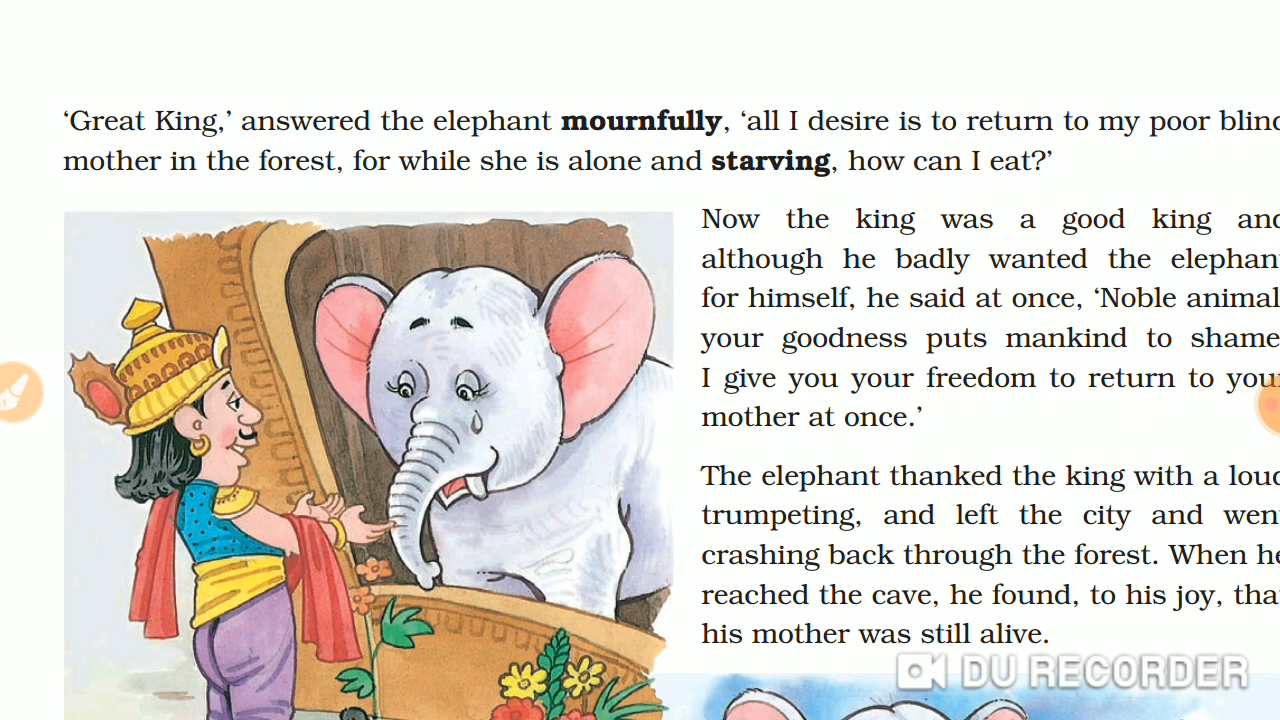 ‘Great King,’ answered the elephant mournfully, ‘all I desire is to return to my poor blind
mother in the forest, for while she is alone and starving, how can I eat?’
Now the king was a good king and
although he badly wanted the elephant
for himself, he said at once, ‘Noble animal
your goodness puts mankind to shame
I give you your freedom to return to your
mother at once.’
The elephant thanked the king with a loud
trumpeting, and left the city and went
crashing back through the forest. When he
reached the cave, he found, to his joy, that
his mother was still alive.
DU RECORDER